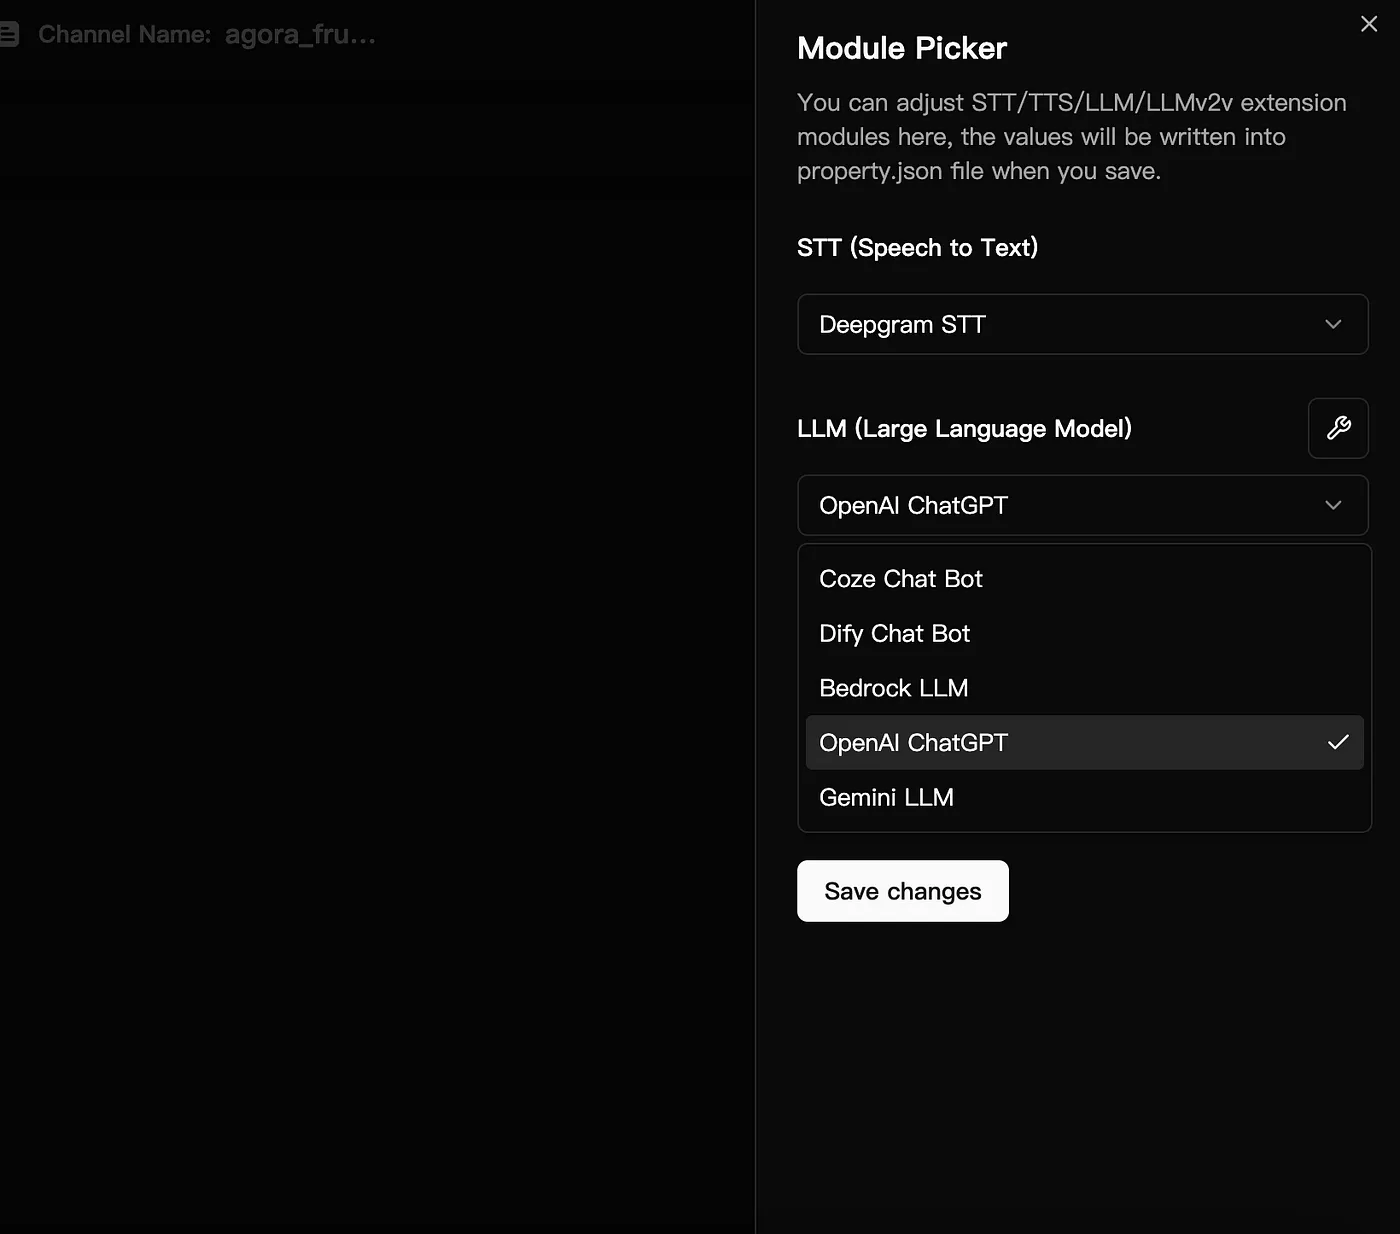 Channel Name: agora_fru...
Module Picker
You can adjust STT/TTS/LLM/LLMv2v extension
modules here, the values will be written into
property.json file when you save.
STT (Speech to Text)
Deepgram STT
LLM (Large Language Model)
OpenAI ChatGPT
Coze Chat Bot
Dify Chat Bot
Bedrock LLM
OpenAI ChatGPT
Gemini LLM
Save changes